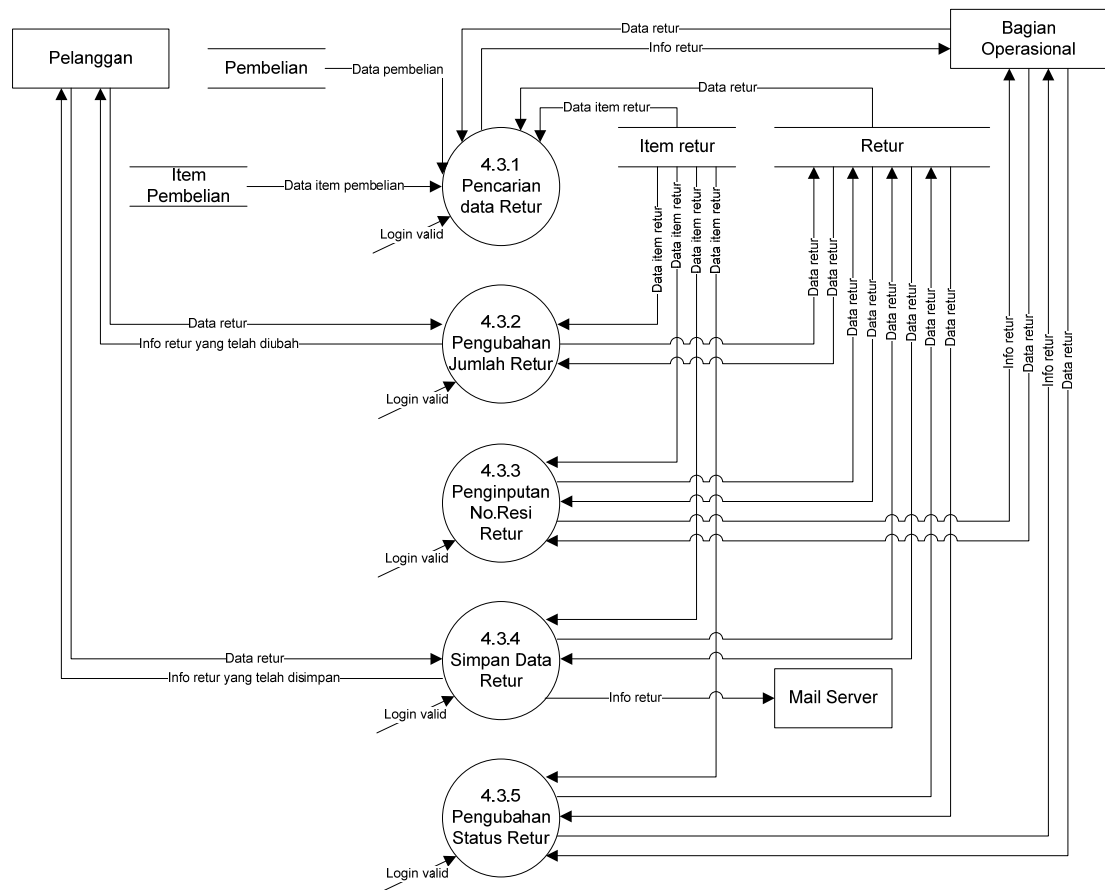 Data retur
Bagian
Operasional
Info retur
Pelanggan
Pembelian
Data pembelian
Data retur
Data item retur
Item retur
Retur
4.3.1
Pencarian
data Retur
Item
Pembelian
Data item pembelian
Login valid
Data item retur
Data item retur
Data item retur
Data item retur
Data retur
Data retur
Data retur
Data retur
Data retur
Data retur
Data retur
Data retur
Info retur
Data retur
Info retur
Data retur
4.3.2
Pengubahan
Jumlah Retur
Data retur
Info retur yang telah diubah
Login valid
4.3.3
Penginputan
No.Resi
Retur
Login valid
4.3.4
Simpan Data
Retur
Data retur
Info retur yang telah disimpan
Info retur
Mail Server
Login valid
4.3.5
Pengubahan
Status Retur
Login valid